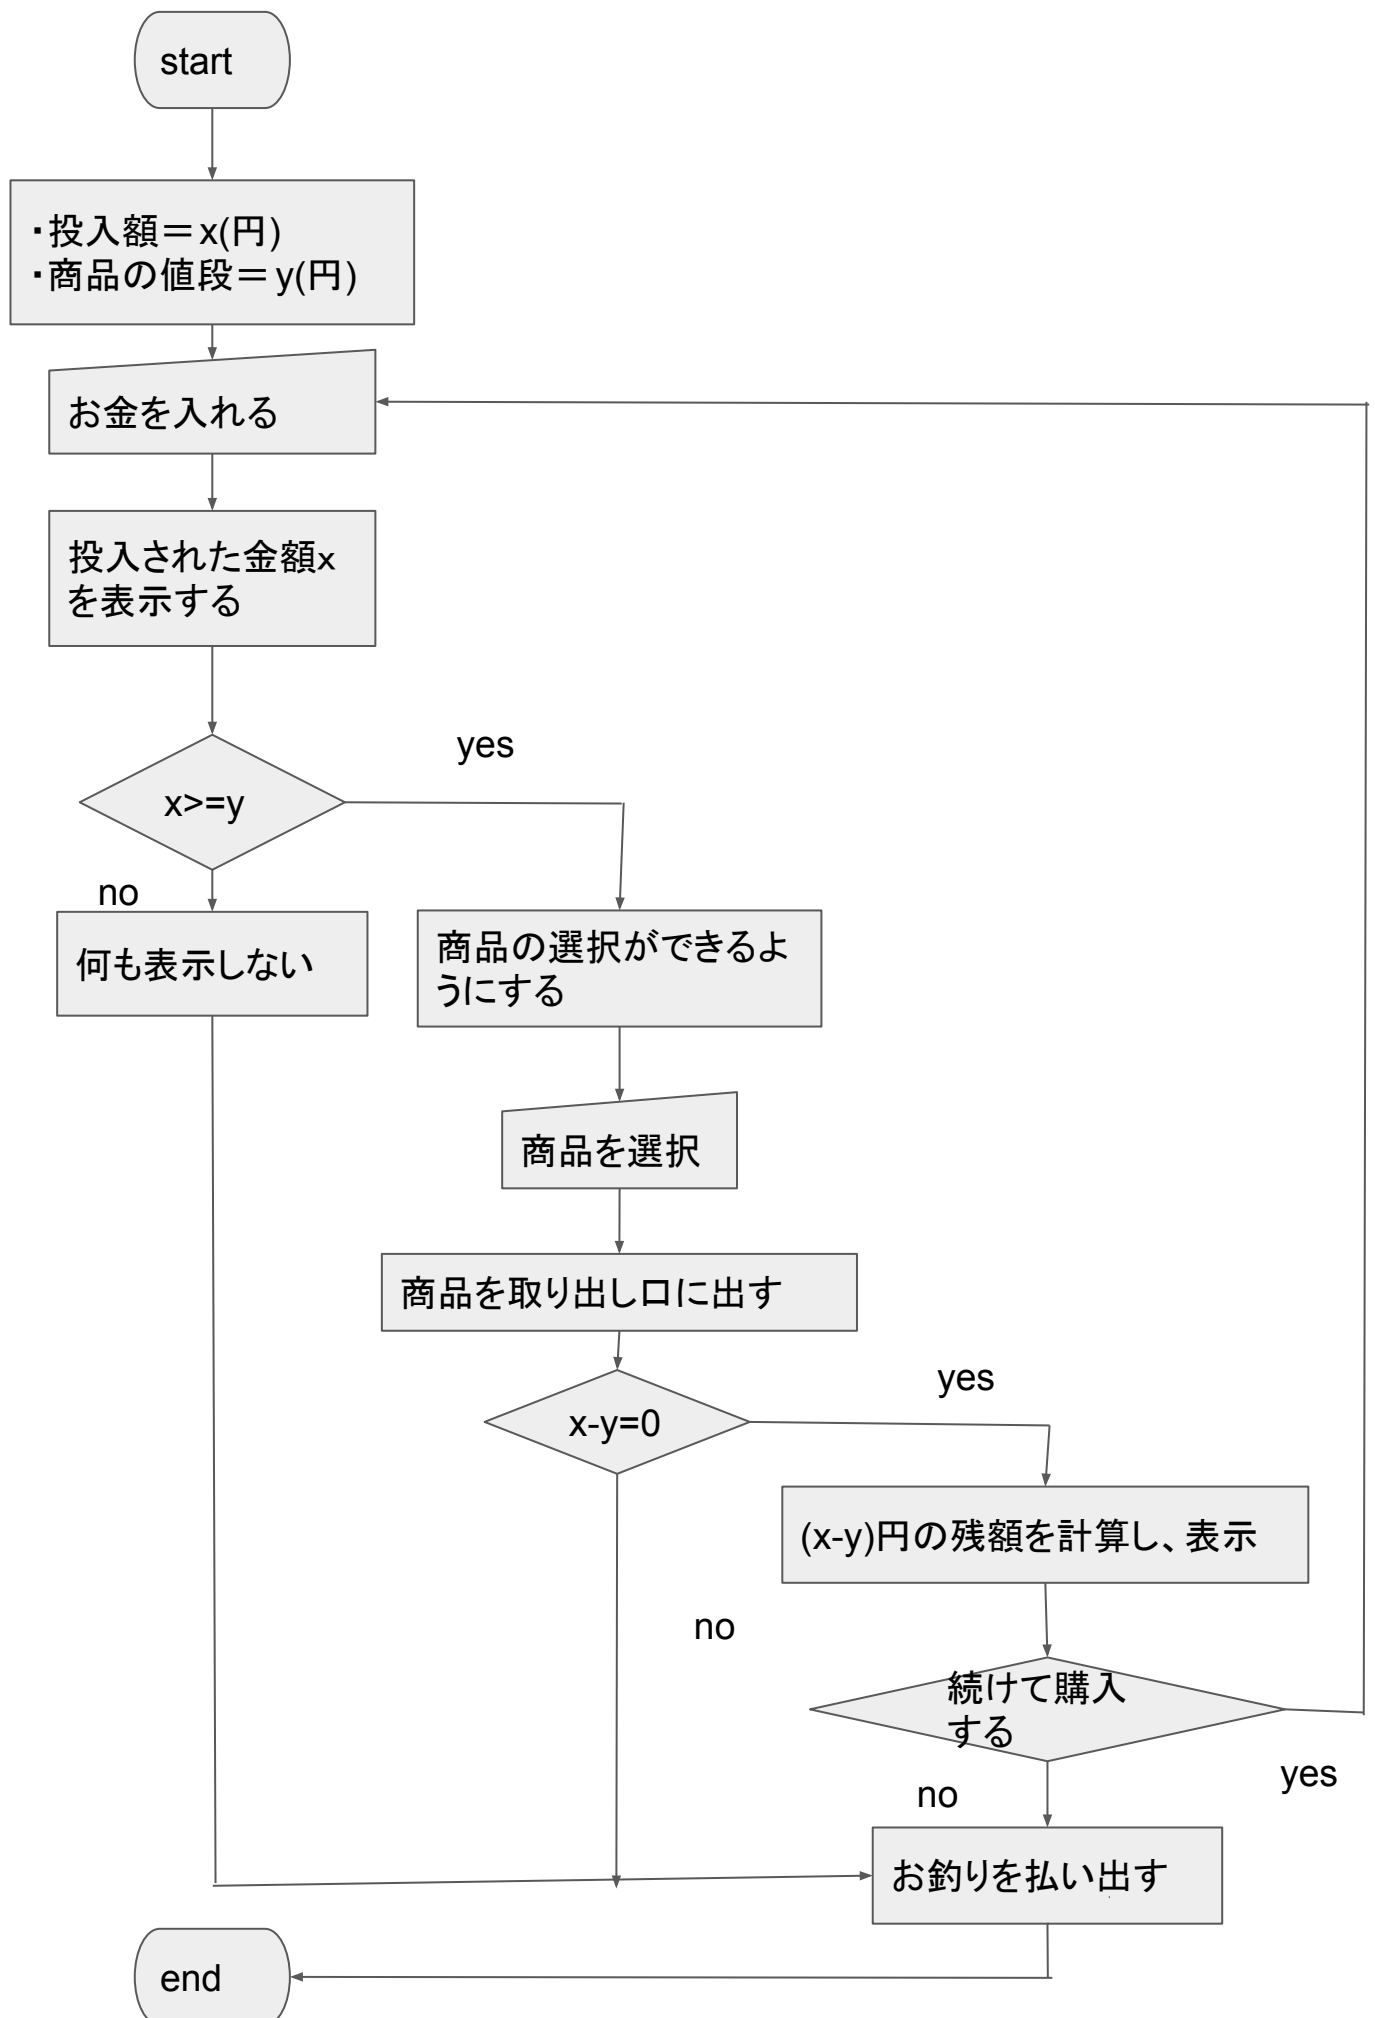 start
・投入額＝x(円)
・商品の値段＝y(円)
お金を入れる
投入された金額x
を表示する
yes
x>=y
no
何も表示しない
商品の選択ができるよ
うにする
商品を選択
商品を取り出し口に出す
yes
x-y=0
(x-y)円の残額を計算し、表示
no
続けて購入
する
yes
no
お釣りを払い出す
end